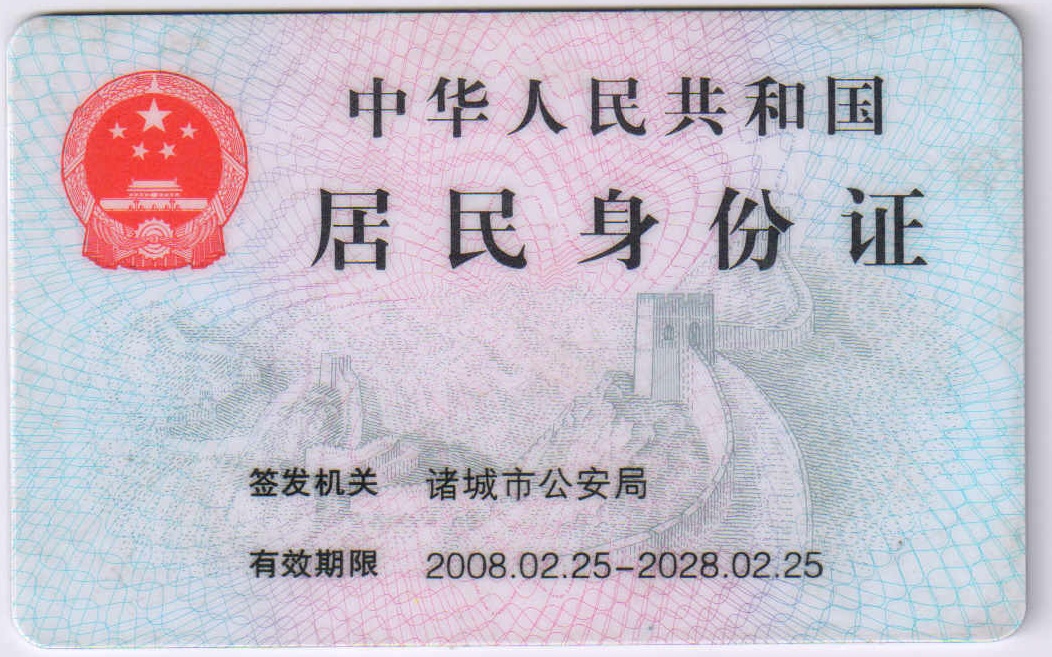 中华人民共和国
居民身份证
签发机关 诸城市公安局
有效期限 2008.02.25-2028.02.25